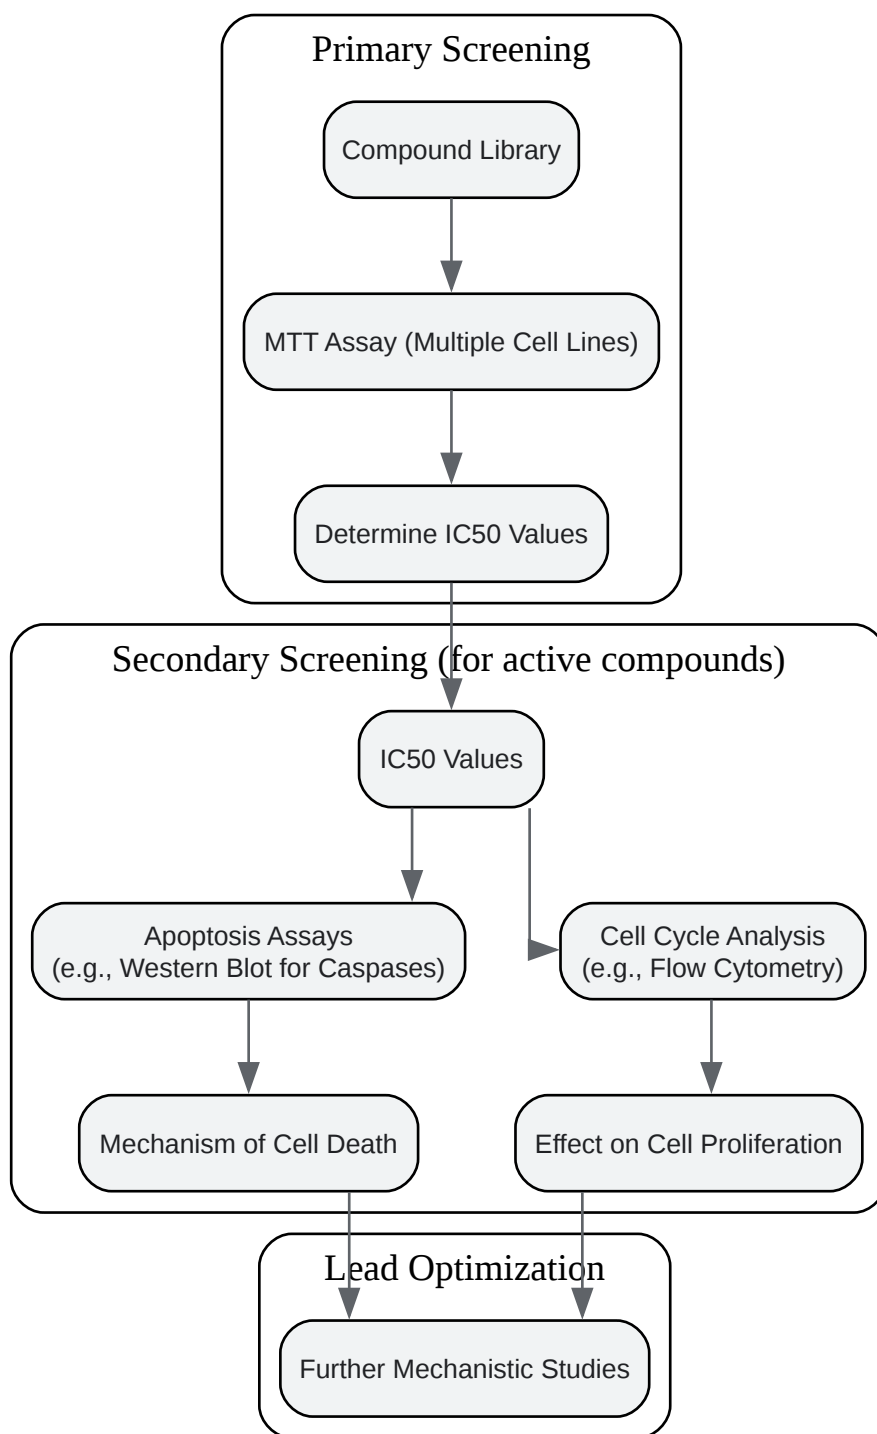 Primary Screening
Compound Library
MTT Assay (Multiple Cell Lines)
Determine IC50 Values
Secondary Screening (for active compounds)
IC50 Values
Apoptosis Assays
(e.g., Western Blot for Caspases)
Cell Cycle Analysis
(e.g., Flow Cytometry)
Mechanism of Cell Death
Effect on Cell Proliferation
Lead Optimization
Further Mechanistic Studies